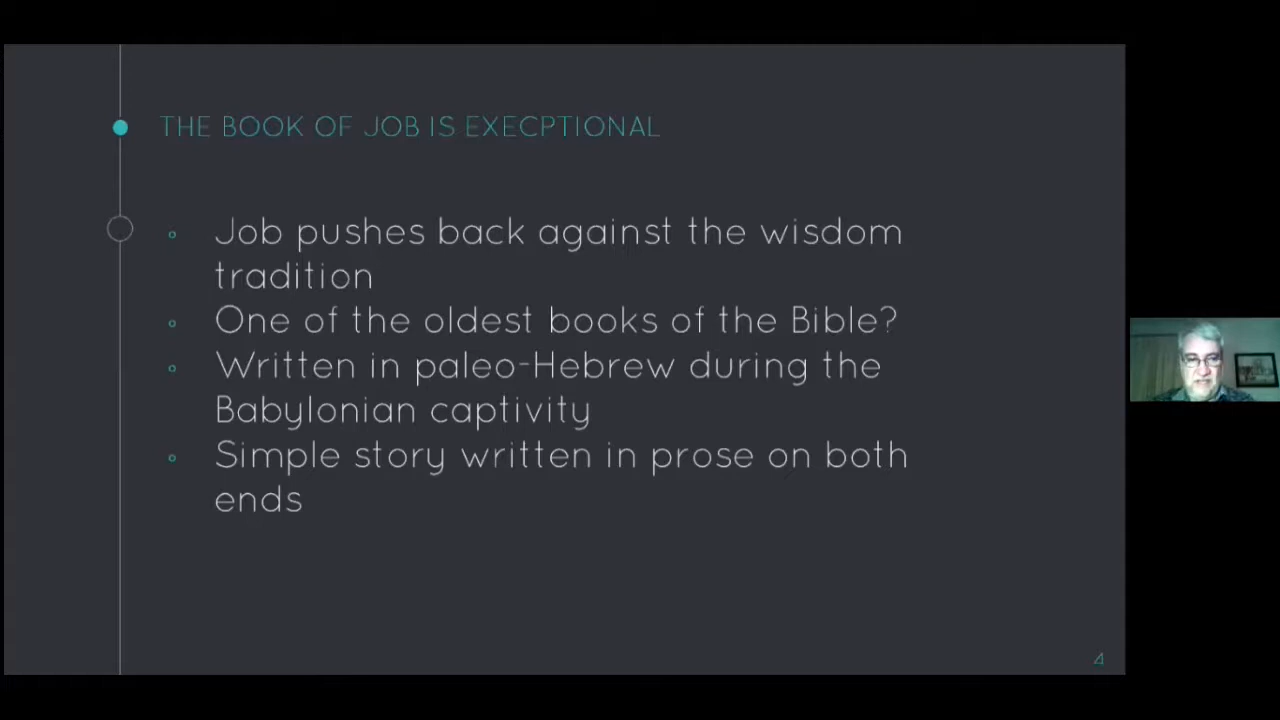 THE BOOK OF JOB IS EXECPTIONAL
Job pushes back against the wisdom
tradition
One of the oldest books of the Bible?
Written in paleo-Hebrew during the
Babylonian captivity
Simple story written in prose on both
ends
4